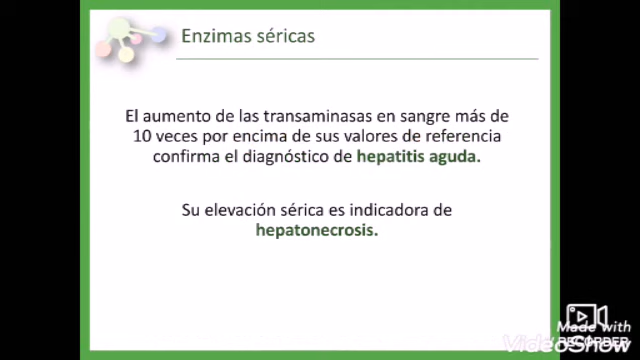 Enzimas séricas
El aumento de las transaminasas en sangre más de
10 veces por encima de sus valores de referencia
confirma el diagnóstico de hepatitis aguda.
Su elevación sérica es indicadora de
hepatonecrosis.
Made with
RECORDER
VideoShow